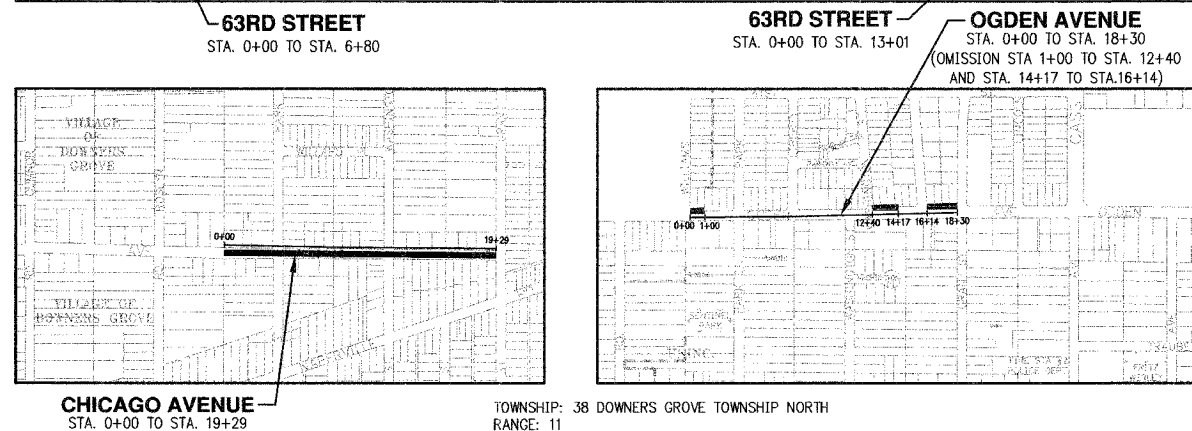 63RD STREET
STA. 0+00 TO STA. 6+80
63RD STREET
STA. 0+00 TO STA. 13+01
OGDEN AVENUE
STA. 0+00 TO STA. 18+30
(OMISSION STA 1+00 TO STA. 12+40
AND STA. 14+17 TO STA.16+14)
VILLAGE
OF
DOWNERS
GROVE
0+00
19+29
AV.
VILLAGE OF
DOWNERS GROVE
0+00
1+00
12+40
14+17
16+14
18+30
AV
OGDEN
PARK
CHICAGO AVENUE
STA. 0+00 TO STA. 19+29
TOWNSHIP: 38 DOWNERS GROVE TOWNSHIP NORTH
RANGE: 11